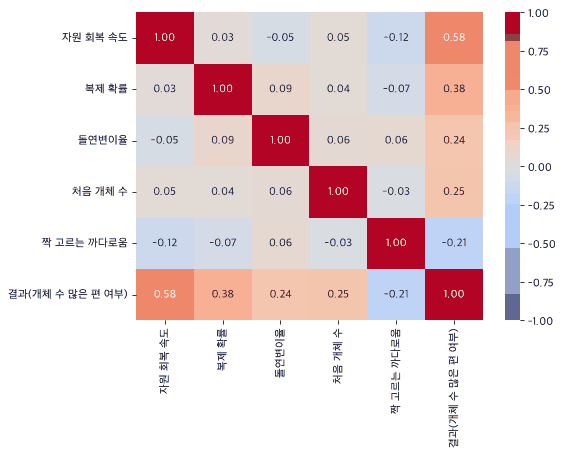 자원 회복 속도 1.00 0.03 -0.05 0.05 -0.12 0.58
복제 확률 0.03 1.00 0.09 0.04 -0.07 0.38
돌연변이율 -0.05 0.09 1.00 0.06 0.06 0.24
처음 개체 수 0.05 0.04 0.06 1.00 -0.03 0.25
짝 고르는 까다로움 -0.12 -0.07 0.06 -0.03 1.00 -0.21
결과(개체 수 많은 편 여부) 0.58 0.38 0.24 0.25 -0.21 1.00
자원 회복 속도
복제 확률
돌연변이율
처음 개체 수
짝 고르는 까다로움
결과(개체 수 많은 편 여부)
1.00
0.75
0.50
0.25
0.00
-0.25
-0.50
-0.75
-1.00